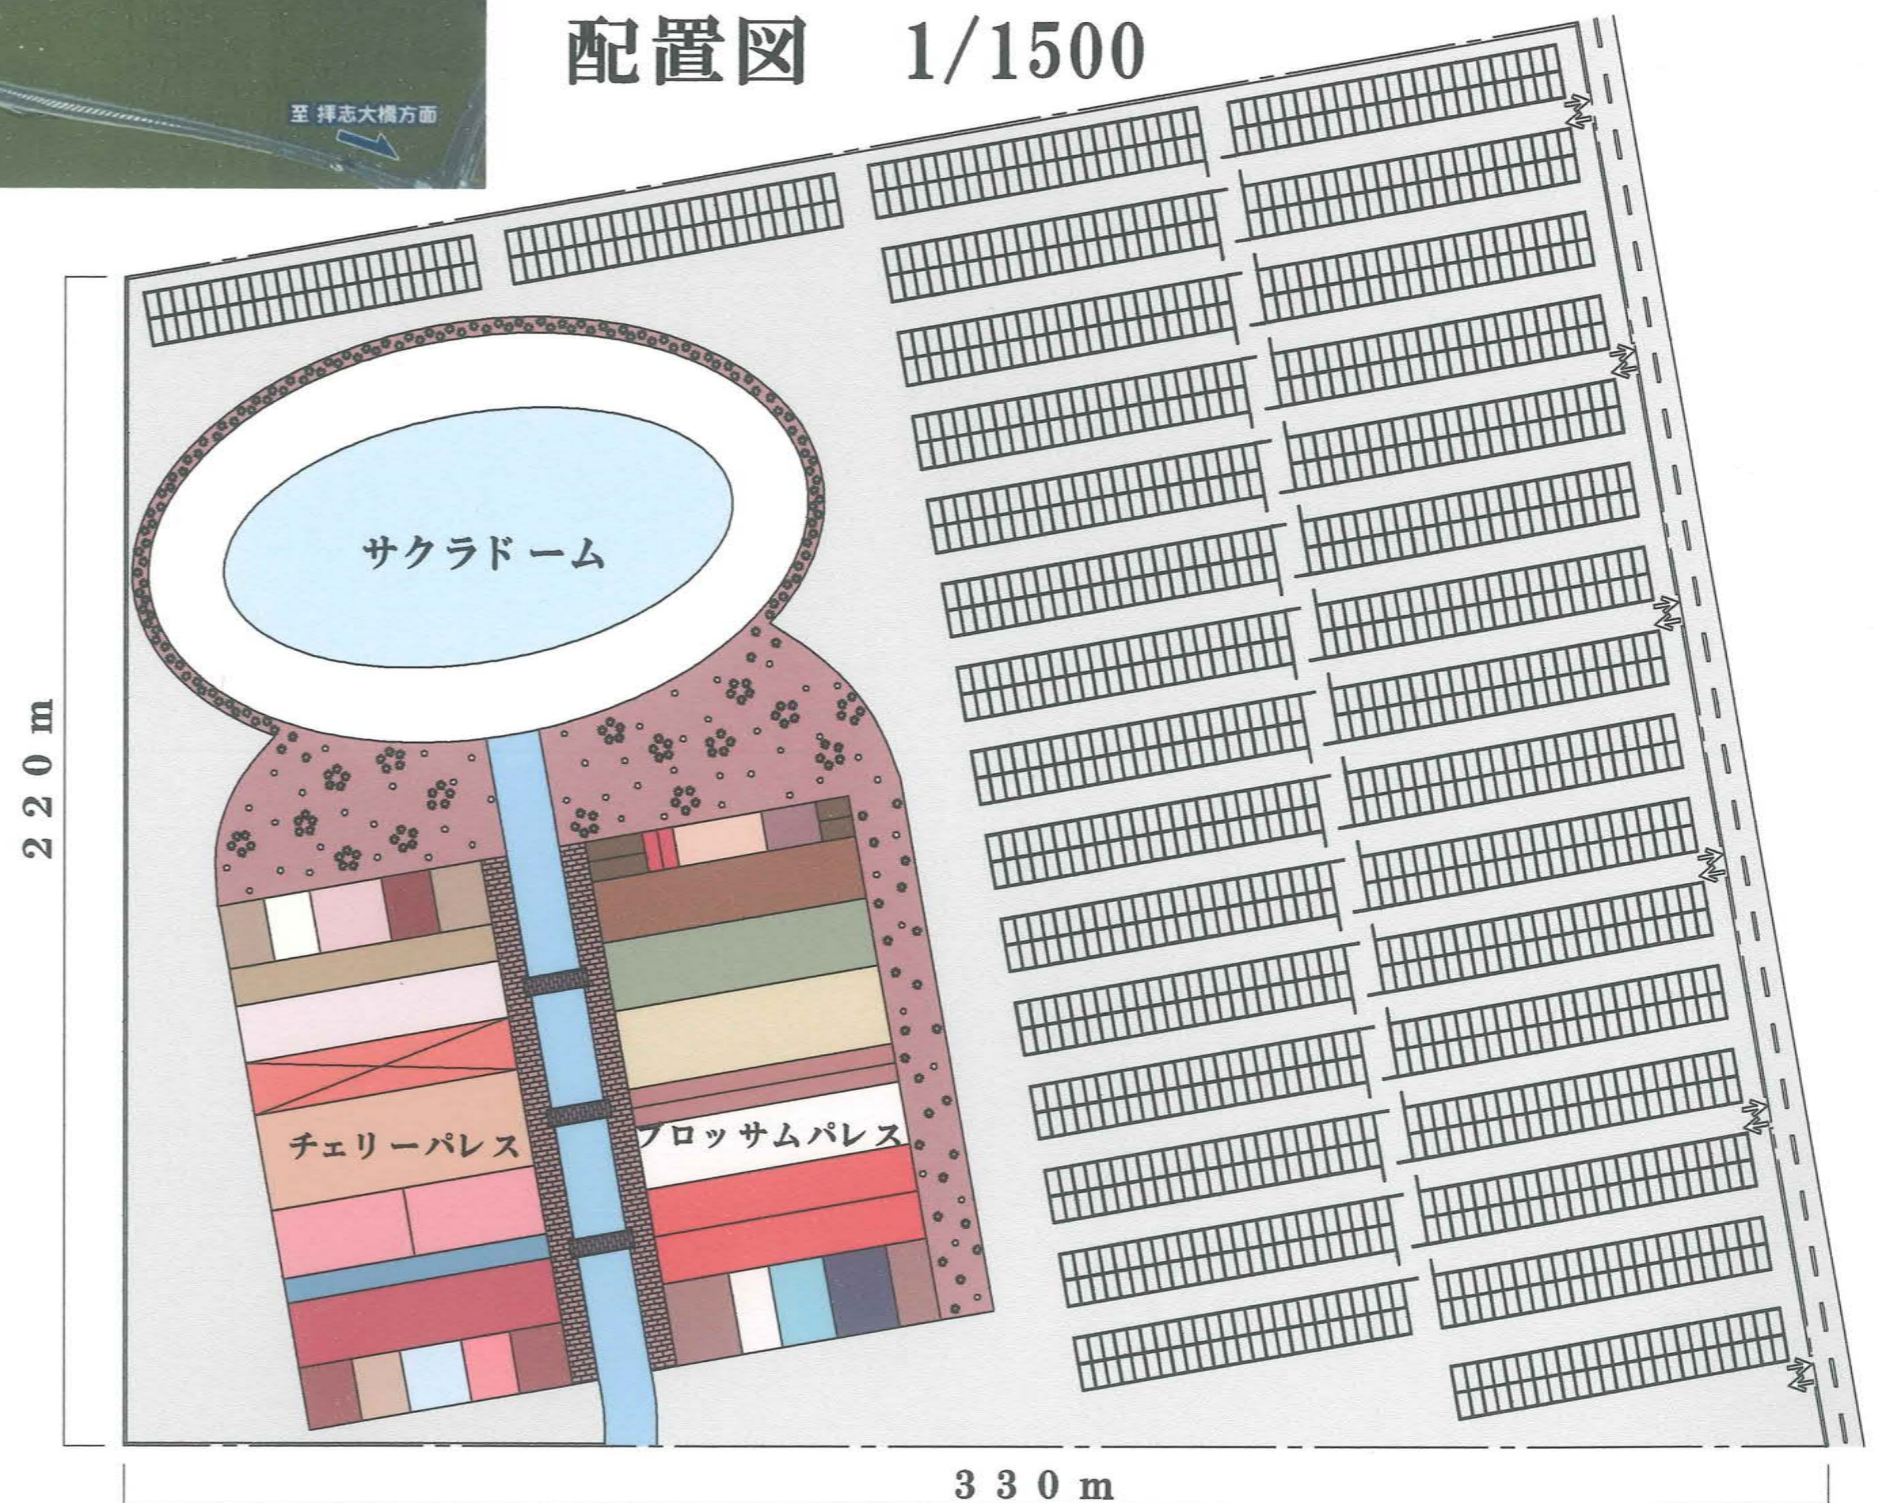 配置図　1/1500
至 拝志大橋方面
サクラドーム
220m
チェリーパレス
ブロッサムパレス
330m